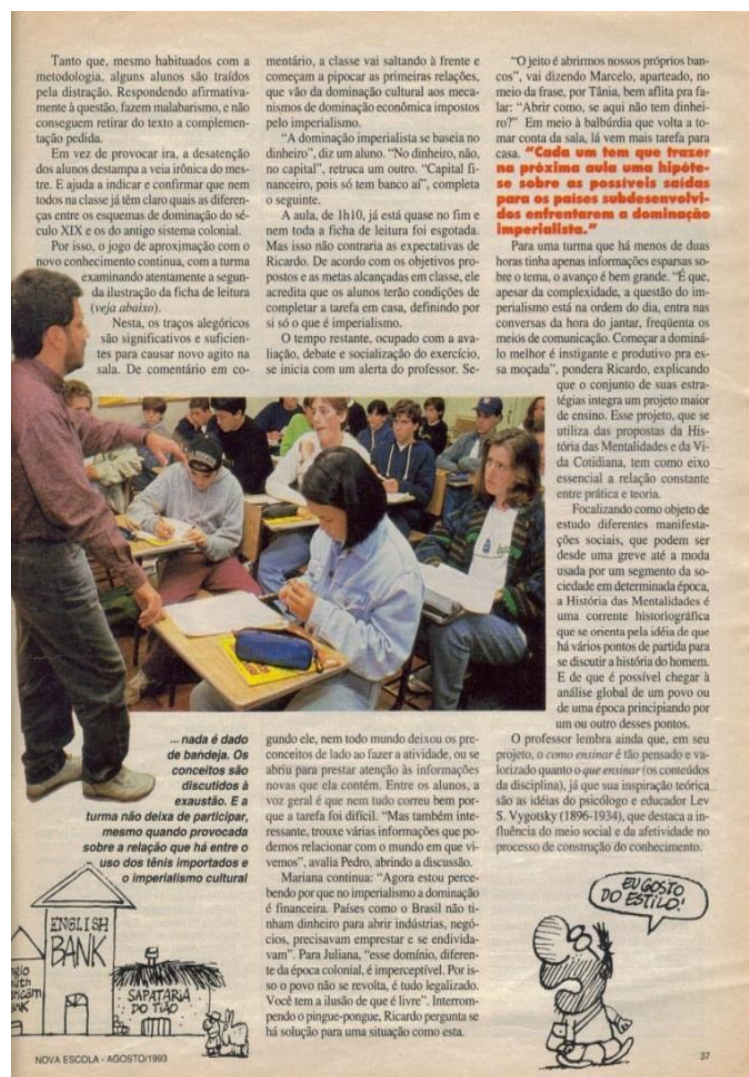 Tanto que, mesmo habituados com a
metodologia, alguns alunos são traídos
pela distração. Respondendo afirmativa-
mente à questão, fazem malabarismo, e não
conseguem retirar do texto a complemen-
tação pedida.
Em vez de provocar ira, a desatenção
dos alunos destampa a veia irônica do mes-
tre. E ajuda a indicar e confirmar que nem
todos na classe já têm claro quais as diferen-
ças entre os esquemas de dominação do sé-
culo XIX e os do antigo sistema colonial.
Por isso, o jogo de aproximação com o
novo conhecimento continua, com a turma
examinando atentamente a segun-
da ilustração da ficha de leitura
(veja abaixo).
Nesta, os traços alegóricos
são significativos e suficien-
tes para causar novo agito na
sala. De comentário em co-
mentário, a classe vai saltando à frente e
começam a pipocar as primeiras relações,
que vão da dominação cultural aos meca-
nismos de dominação econômica impostos
pelo imperialismo.
"A dominação imperialista se baseia no
dinheiro", diz um aluno. "No dinheiro, não,
no capital", retruca um outro. "Capital fi-
nanceiro, pois só tem banco aí", completa
o seguinte.
A aula, de 1h10, já está quase no fim e
nem toda a ficha de leitura foi esgotada.
Mas isso não contraria as expectativas de
Ricardo. De acordo com os objetivos pro-
postos e as metas alcançadas em classe, ele
acredita que os alunos terão condições de
completar a tarefa em casa, definindo por
si só o que é imperialismo.
O tempo restante, ocupado com a ava-
liação, debate e socialização do exercício,
se inicia com um alerta do professor. Se-
gundo ele, nem todo mundo deixou os pre-
conceitos de lado ao fazer a atividade, ou se
abriu para prestar atenção às informações
novas que ela contém. Entre os alunos, a
voz geral é que nem tudo correu bem por-
que a tarefa foi difícil. "Mas também inte-
ressante, trouxe várias informações que po-
demos relacionar com o mundo em que vi-
vemos", avalia Pedro, abrindo a discussão.
Mariana continua: "Agora estou perce-
bendo por que no imperialismo a dominação
é financeira. Países como o Brasil não ti-
nham dinheiro para abrir indústrias, negó-
cios, precisavam emprestar e se endivida-
vam". Para Juliana, "esse domínio, diferen-
te da época colonial, é imperceptível. Por is-
so o povo não se revolta, é tudo legalizado.
Você tem a ilusão de que é livre". Interrom-
pendo o pingue-pongue, Ricardo pergunta se
há solução para uma situação como esta.
"O jeito é abrirmos nossos próprios ban-
cos", vai dizendo Marcelo, aparteado, no
meio da frase, por Tânia, bem aflita pra fa-
lar: "Abrir como, se aqui não tem dinhei-
ro?" Em meio à balbúrdia que volta a to-
mar conta da sala, lá vem mais tarefa para
casa. "Cada um tem que trazer
na próxima aula uma hipóte-
se sobre as possíveis saídas
para os países subdesenvolvi-
dos enfrentarem a dominação
imperialista."
Para uma turma que há menos de duas
horas tinha apenas informações esparsas so-
bre o tema, o avanço é bem grande. "É que,
apesar da complexidade, a questão do im-
perialismo está na ordem do dia, entra nas
conversas da hora do jantar, freqüenta os
meios de comunicação. Começar a dominá-
lo melhor é instigante e produtivo pra es-
sa moçada", pondera Ricardo, explicando
que o conjunto de suas estra-
tégias integra um projeto maior
de ensino. Esse projeto, que se
utiliza das propostas da His-
tória das Mentalidades e da Vi-
da Cotidiana, tem como eixo
essencial a relação constante
entre prática e teoria.
Focalizando como objeto de
estudo diferentes manifesta-
ções sociais, que podem ser
desde uma greve até a moda
usada por um segmento da so-
ciedade em determinada época,
a História das Mentalidades é
uma corrente historiográfica
que se orienta pela idéia de que
há vários pontos de partida para
se discutir a história do homem.
E de que é possível chegar à
análise global de um povo ou
de uma época principiando por
um ou outro desses pontos.
O professor lembra ainda que, em seu
projeto, o como ensinar é tão pensado e va-
lorizado quanto o que ensinar (os conteúdos
da disciplina), já que sua inspiração teórica
são as idéias do psicólogo e educador Lev
S. Vygotsky (1896-1934), que destaca a in-
fluência do meio social e da afetividade no
processo de construção do conhecimento.
... nada é dado
de bandeja. Os
conceitos são
discutidos à
exaustão. E a
turma não deixa de participar,
mesmo quando provocada
sobre a relação que há entre o
uso dos tênis importados e
o imperialismo cultural
ENGLISH
BANK
SAPATARIA
DO TIÃO
EU GOSTO
DO ESTILO!
NOVA ESCOLA - AGOSTO/1993
37